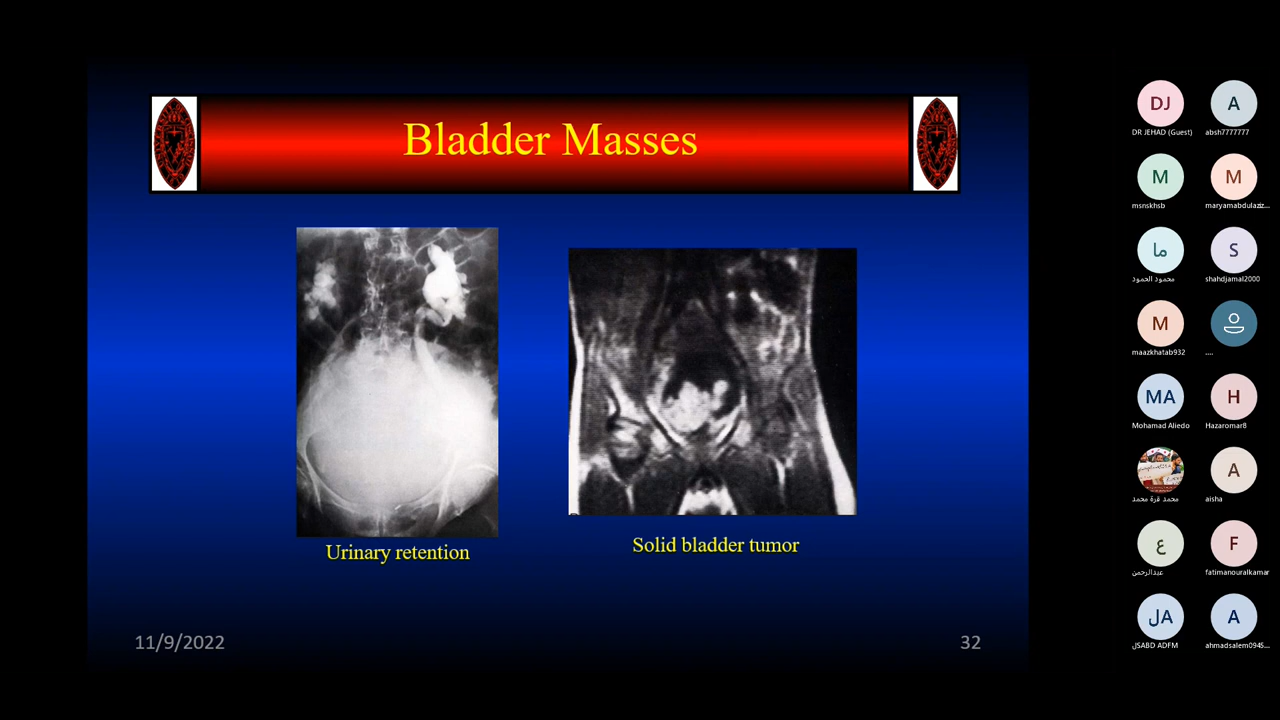 Bladder Masses
Urinary retention
Solid bladder tumor
11/9/2022
32
DJ
DR JEHAD (Guest)
A
absh7777777
M
msnskhsb
M
maryamabdulaziz...
ما
محمود الحمود
S
shahdjamal2000
M
maazkhatab932
....
MA
Mohamad Aliedo
H
Hazaromar8
محمد قرة محمد
A
aisha
ع
عبدالرحمن
F
fatimanouralkamar
JA
JSABD ADFM
A
ahmadsalem0945...